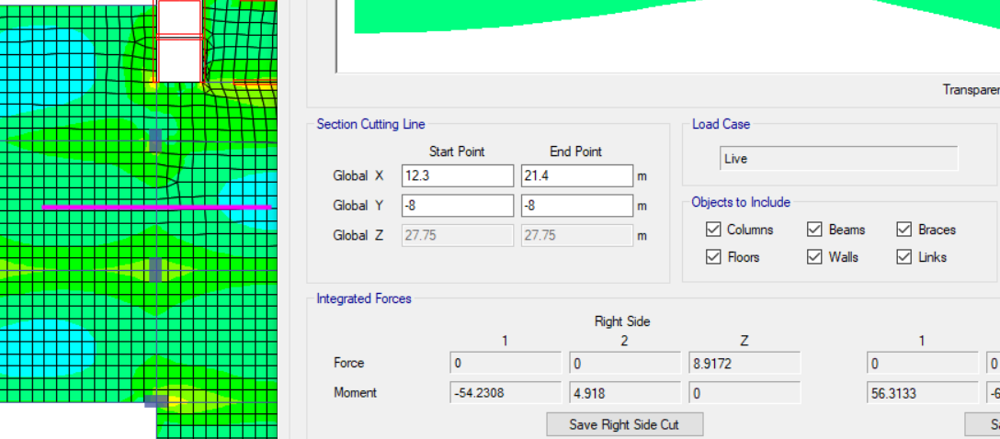 Transparen
Section Cutting Line
Start Point End Point
Global X 12.3 21.4 m
Global Y -8 -8 m
Global Z 27.75 27.75 m
Load Case
Live
Objects to Include
Columns Beams Braces
Floors Walls Links
Integrated Forces
Right Side
1 2 Z 1
Force 0 0 8.9172 0 0
Moment -54.2308 4.918 0 56.3133 -6
Save Right Side Cut Sa